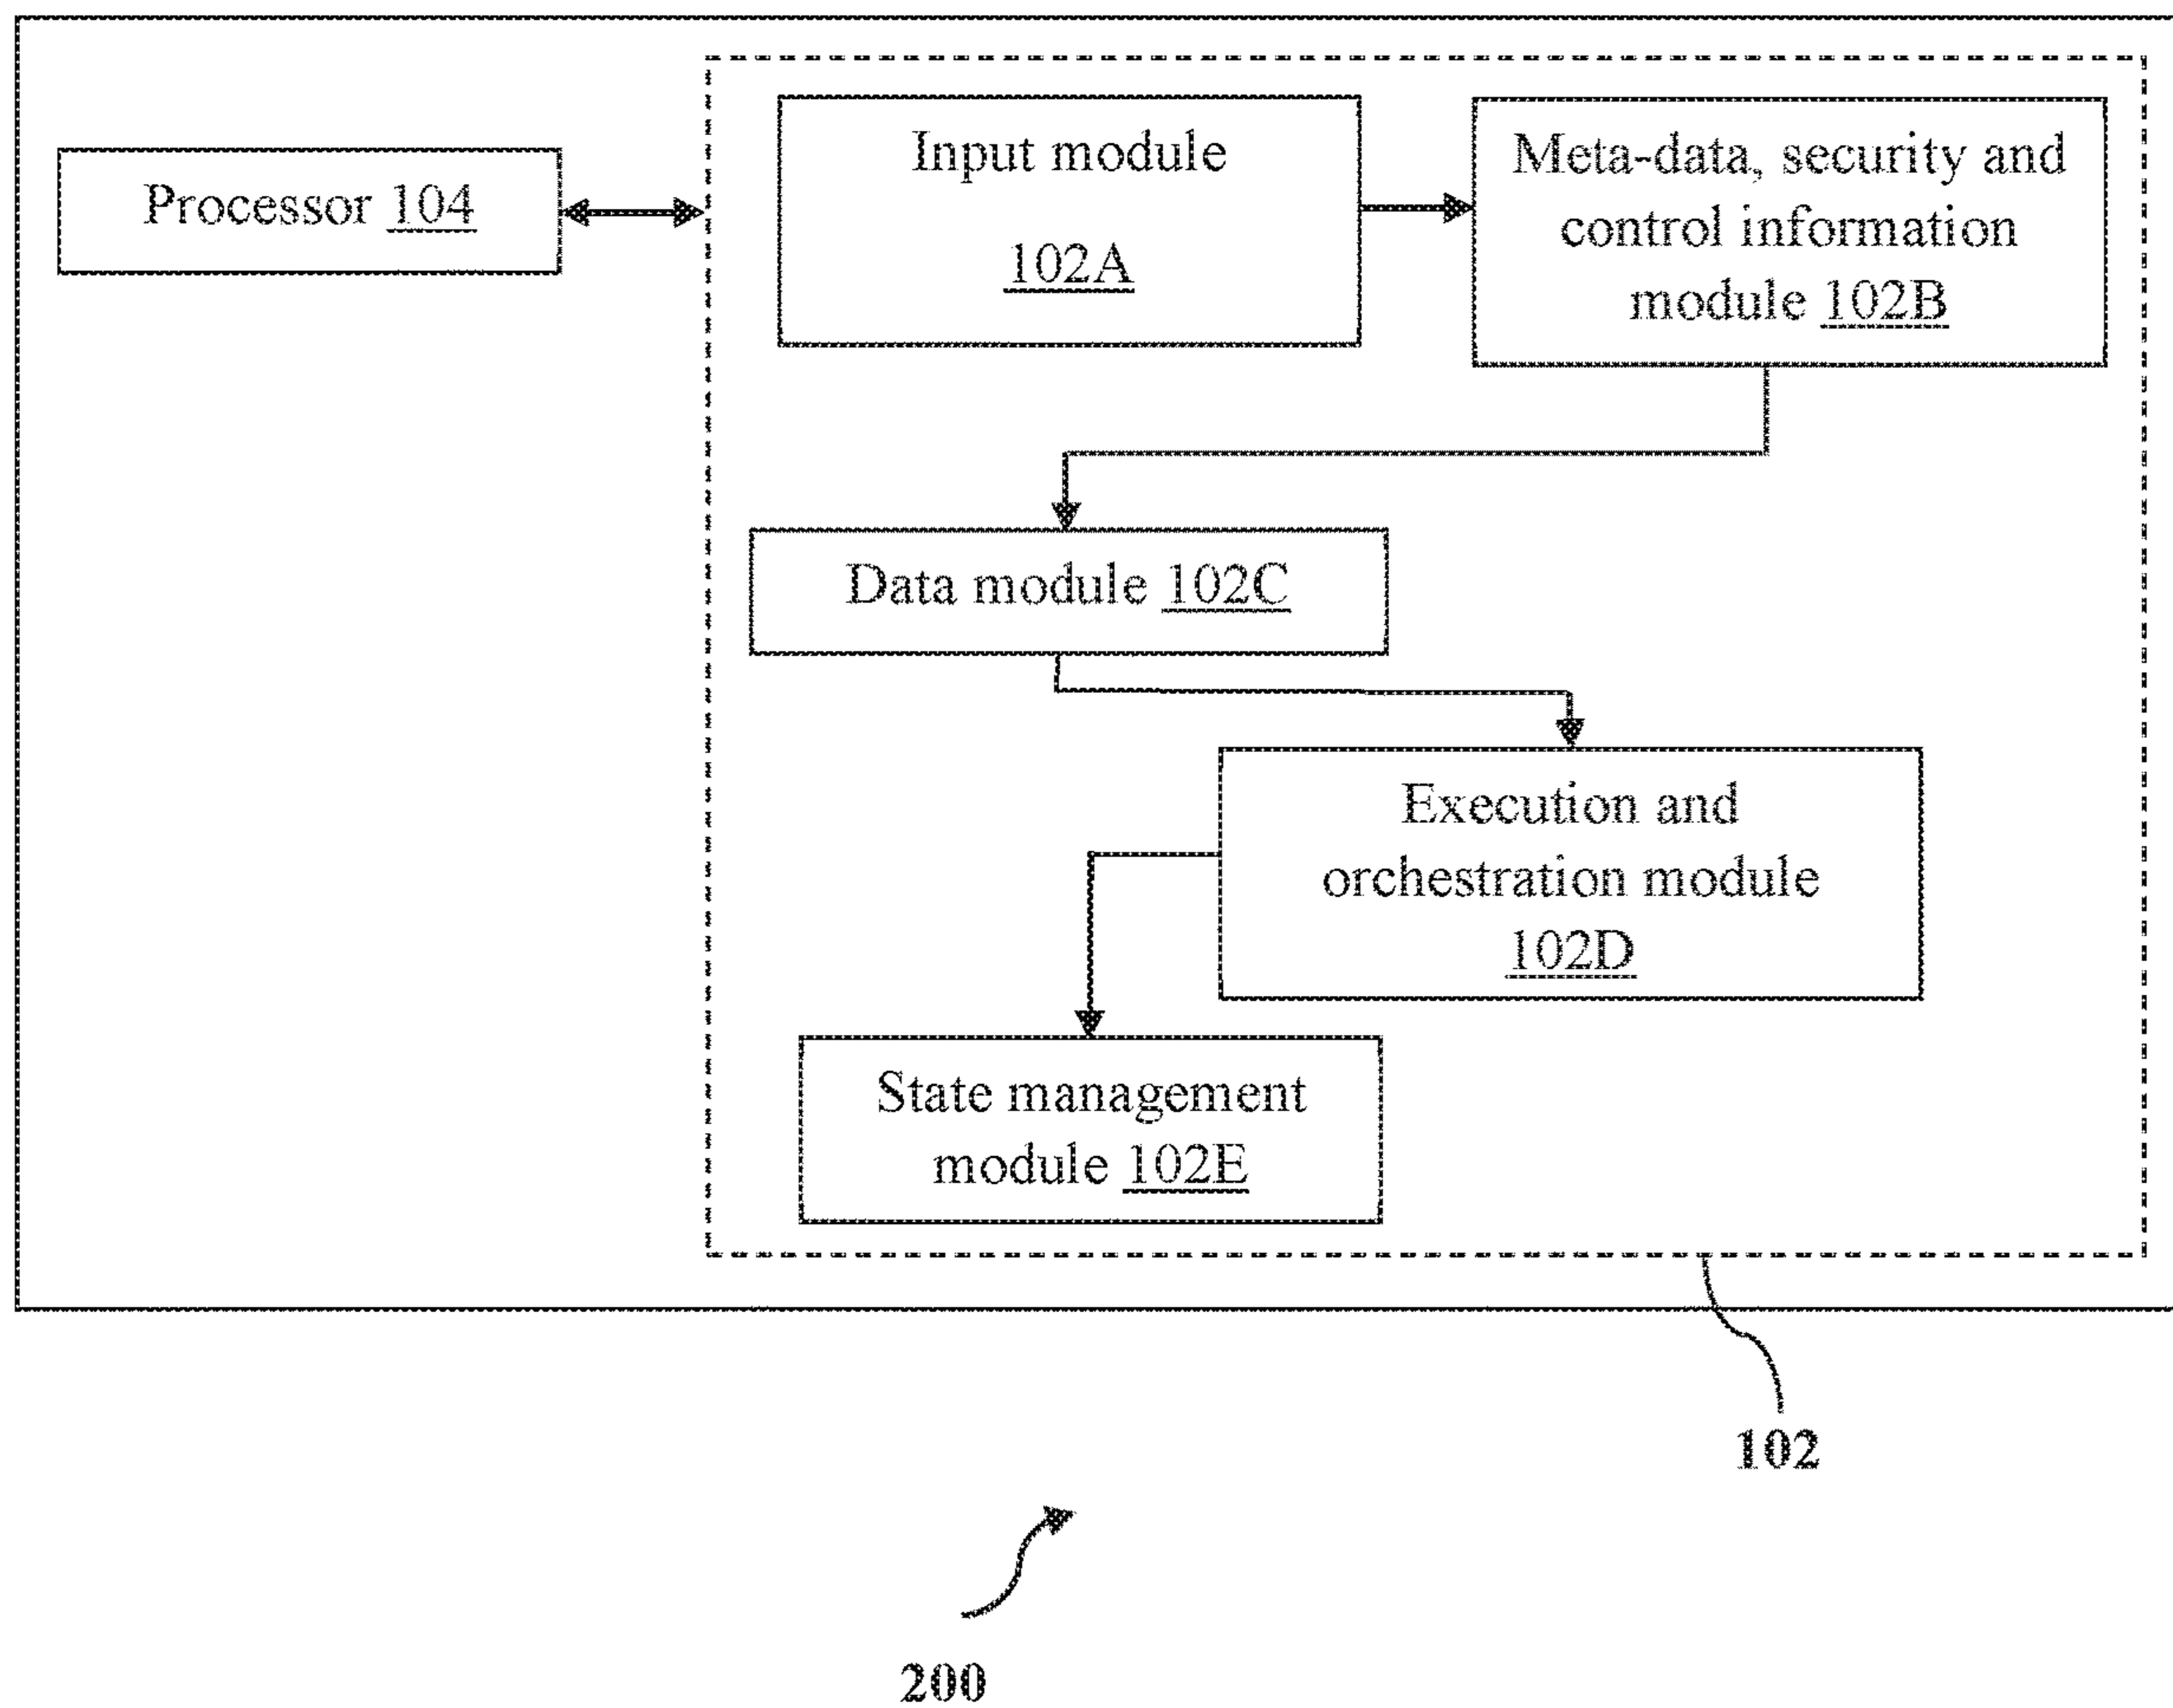 Processor 104
Input module
102A
Meta-data, security and
control information
module 102B
Data module 102C
Execution and
orchestration module
102D
State management
module 102E
102
200